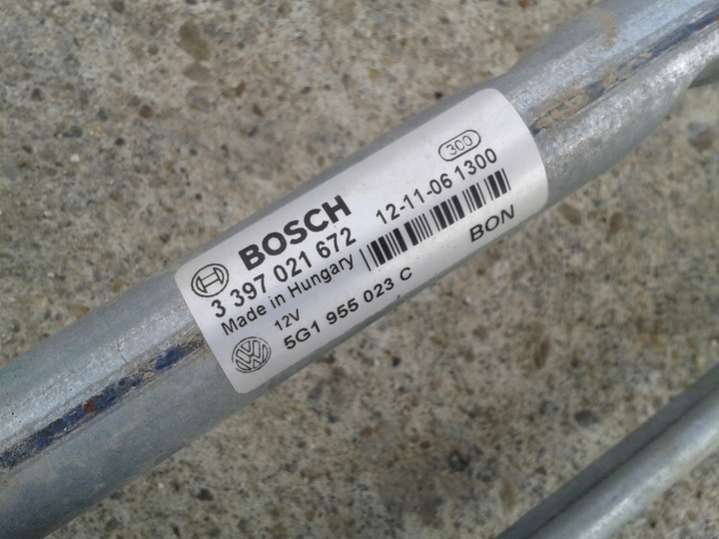 300
BOSCH 12-11-06 1300
3 397 021 672
Made in Hungary BON
12V
5G1 955 023 C